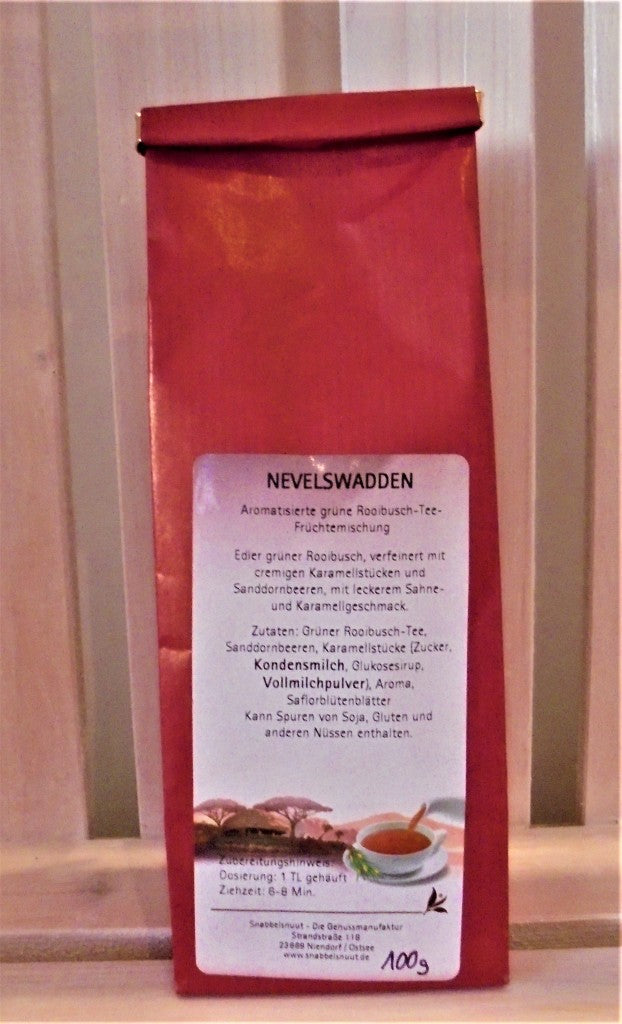 NEVELSWADDEN
Aromatisierte grüne Rooibusch-Tee-
Früchtemischung
Edler grüner Rooibusch, verfeinert mit
cremigen Karamellstücken und
Sanddornbeeren, mit leckerem Sahne-
und Karamellgeschmack.
Zutaten: Grüner Rooibusch-Tee,
Sanddornbeeren, Karamellstücke (Zucker,
Kondensmilch, Glukosesirup,
Vollmilchpulver), Aroma,
Saflorblütenblätter
Kann Spuren von Soja, Gluten und
anderen Nüssen enthalten.
Zubereitungshinweis:
Dosierung: 1 TL gehäuft
Ziehzeit: 6-8 Min.
Snabbelsnuut - Die Genussmanufaktur
Strandstraße 118
23669 Niendorf / Ostsee
www.snabbelsnuut.de
100g